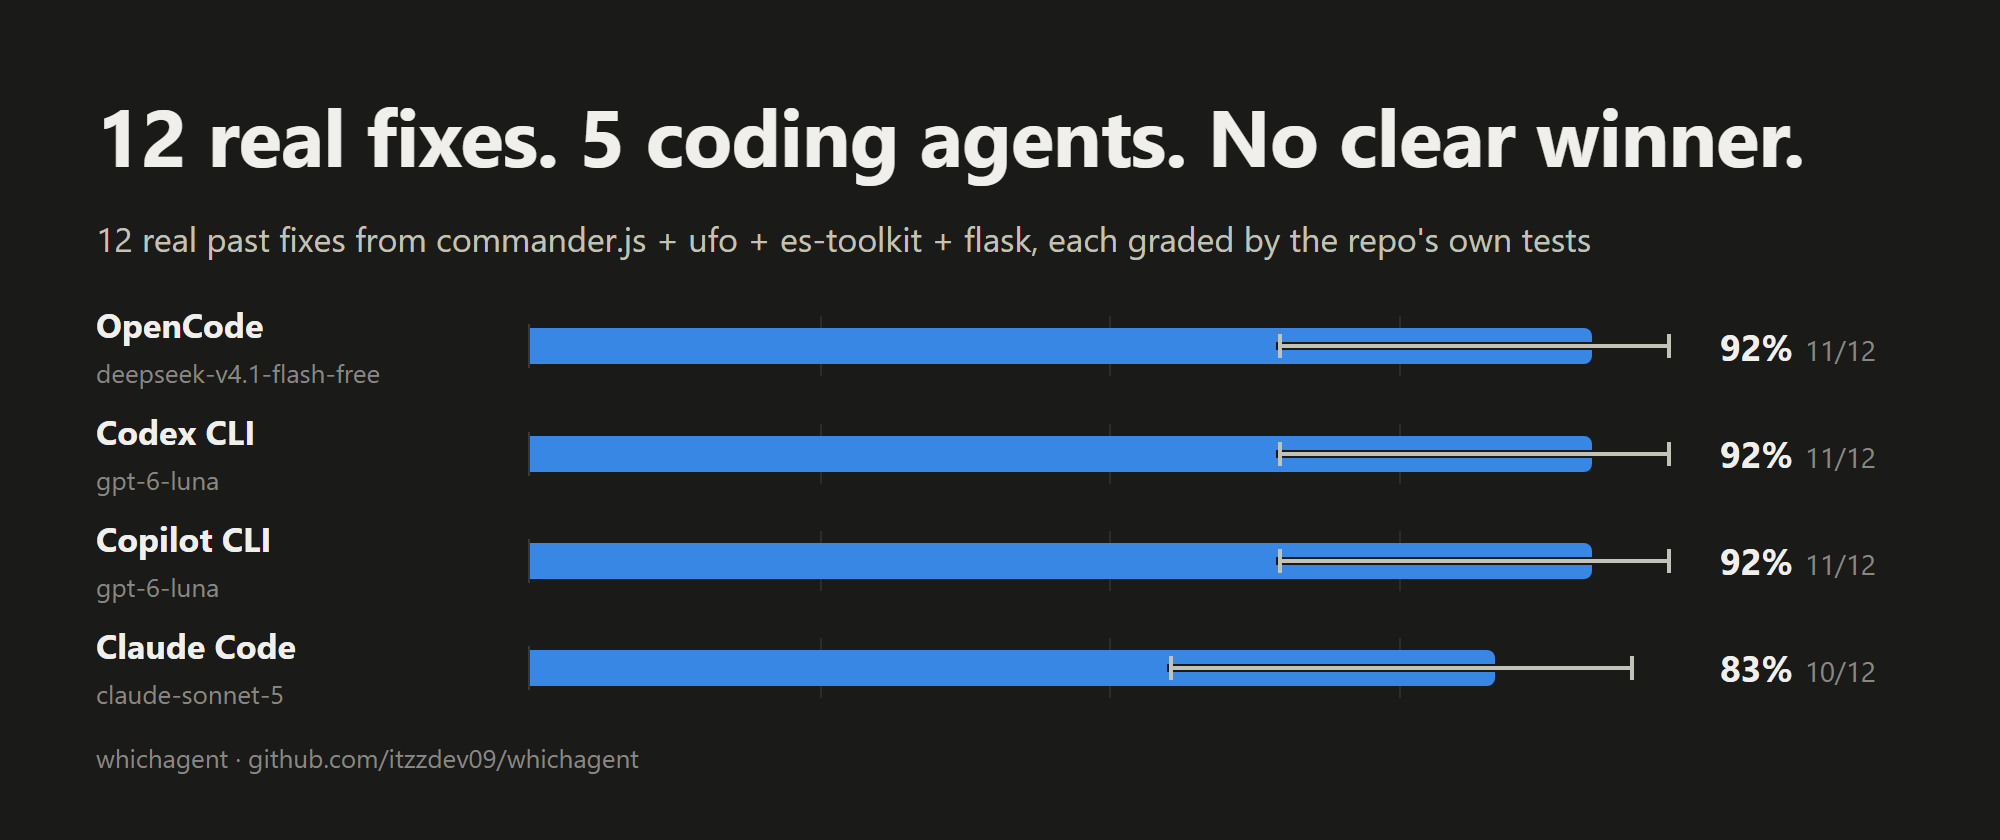 12 real fixes. 5 coding agents. No clear winner.
12 real past fixes from commander.js + ufo + es-toolkit + flask, each graded by the repo's own tests
OpenCode
deepseek-v4.1-flash-free
92% 11/12
Codex CLI
gpt-6-luna
92% 11/12
Copilot CLI
gpt-6-luna
92% 11/12
Claude Code
claude-sonnet-5
83% 10/12
whichagent · github.com/itzzdev09/whichagent